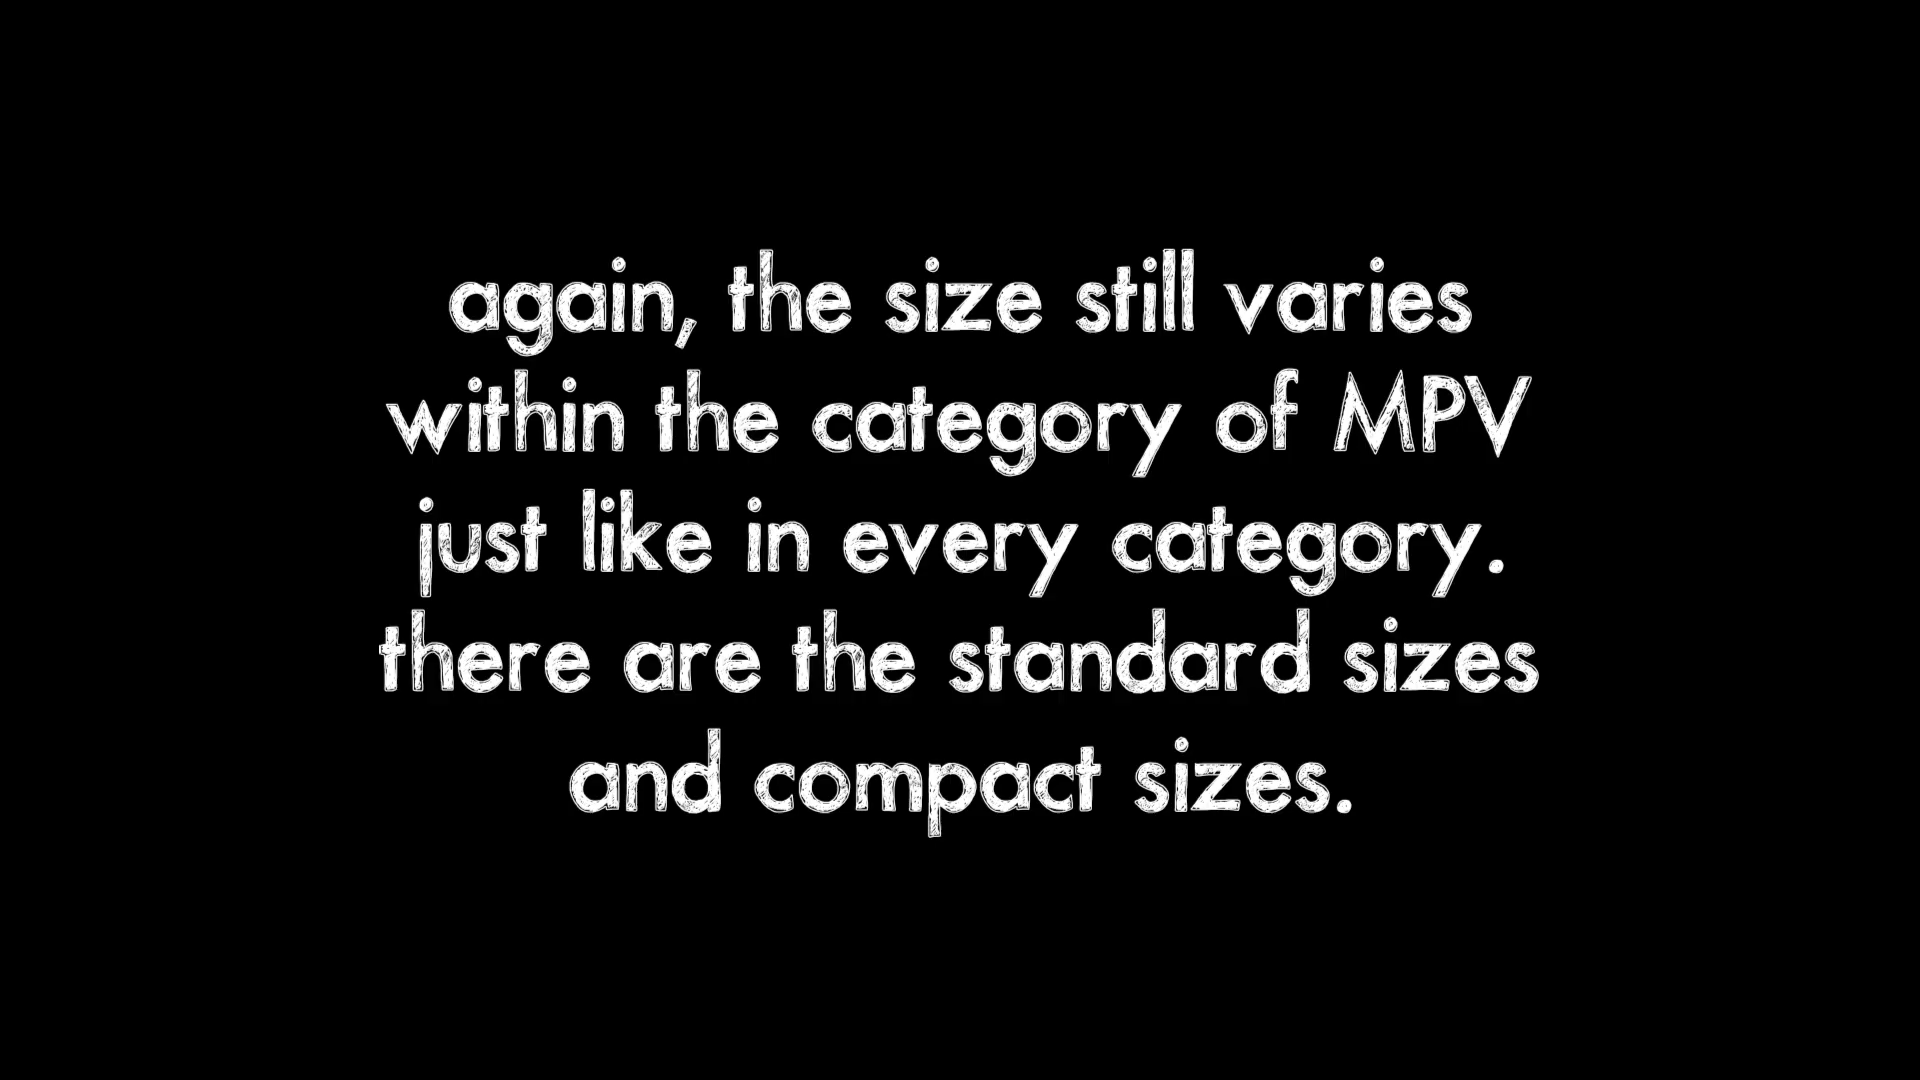 again, the size still varies
within the category of MPV
just like in every category.
there are the standard sizes
and compact sizes.